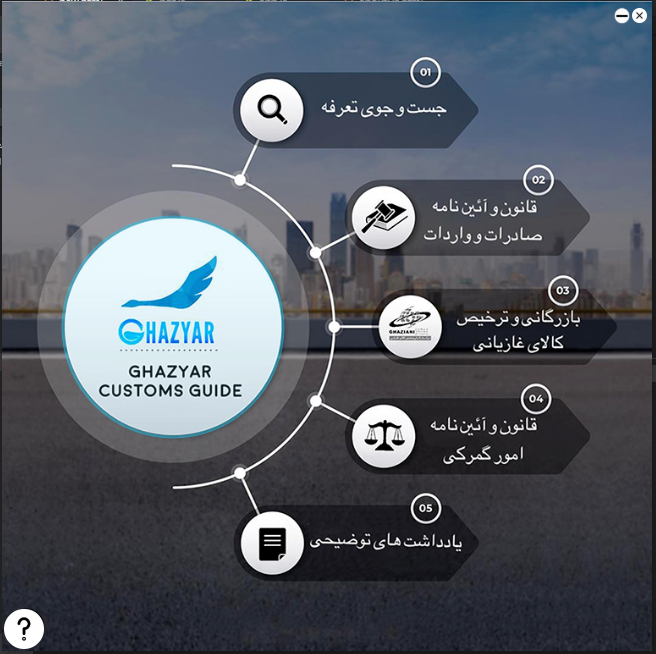 01
جست و جوی تعرفه
02
قانون و آئین نامه
صادرات و واردات
03
بازرگانی و ترخیص
کالای غازیانی
GHAZIANI
04
قانون و آئین نامه
امور گمرکی
05
یادداشت های توضیحی
GHAZYAR
GHAZYAR
CUSTOMS GUIDE
?